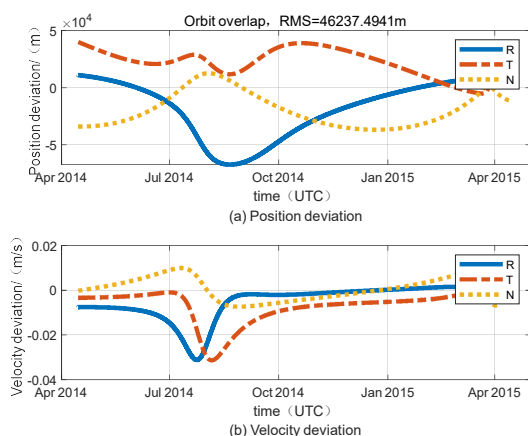 Orbit overlap，RMS=46237.4941m
×10⁴
5
0
-5
Position deviation/（m）
R
T
N
Apr 2014
Jul 2014
Oct 2014
Jan 2015
Apr 2015
time（UTC）
(a) Position deviation
0.02
0
-0.02
-0.04
Velocity deviation/（m/s）
R
T
N
Apr 2014
Jul 2014
Oct 2014
Jan 2015
Apr 2015
time（UTC）
(b) Velocity deviation